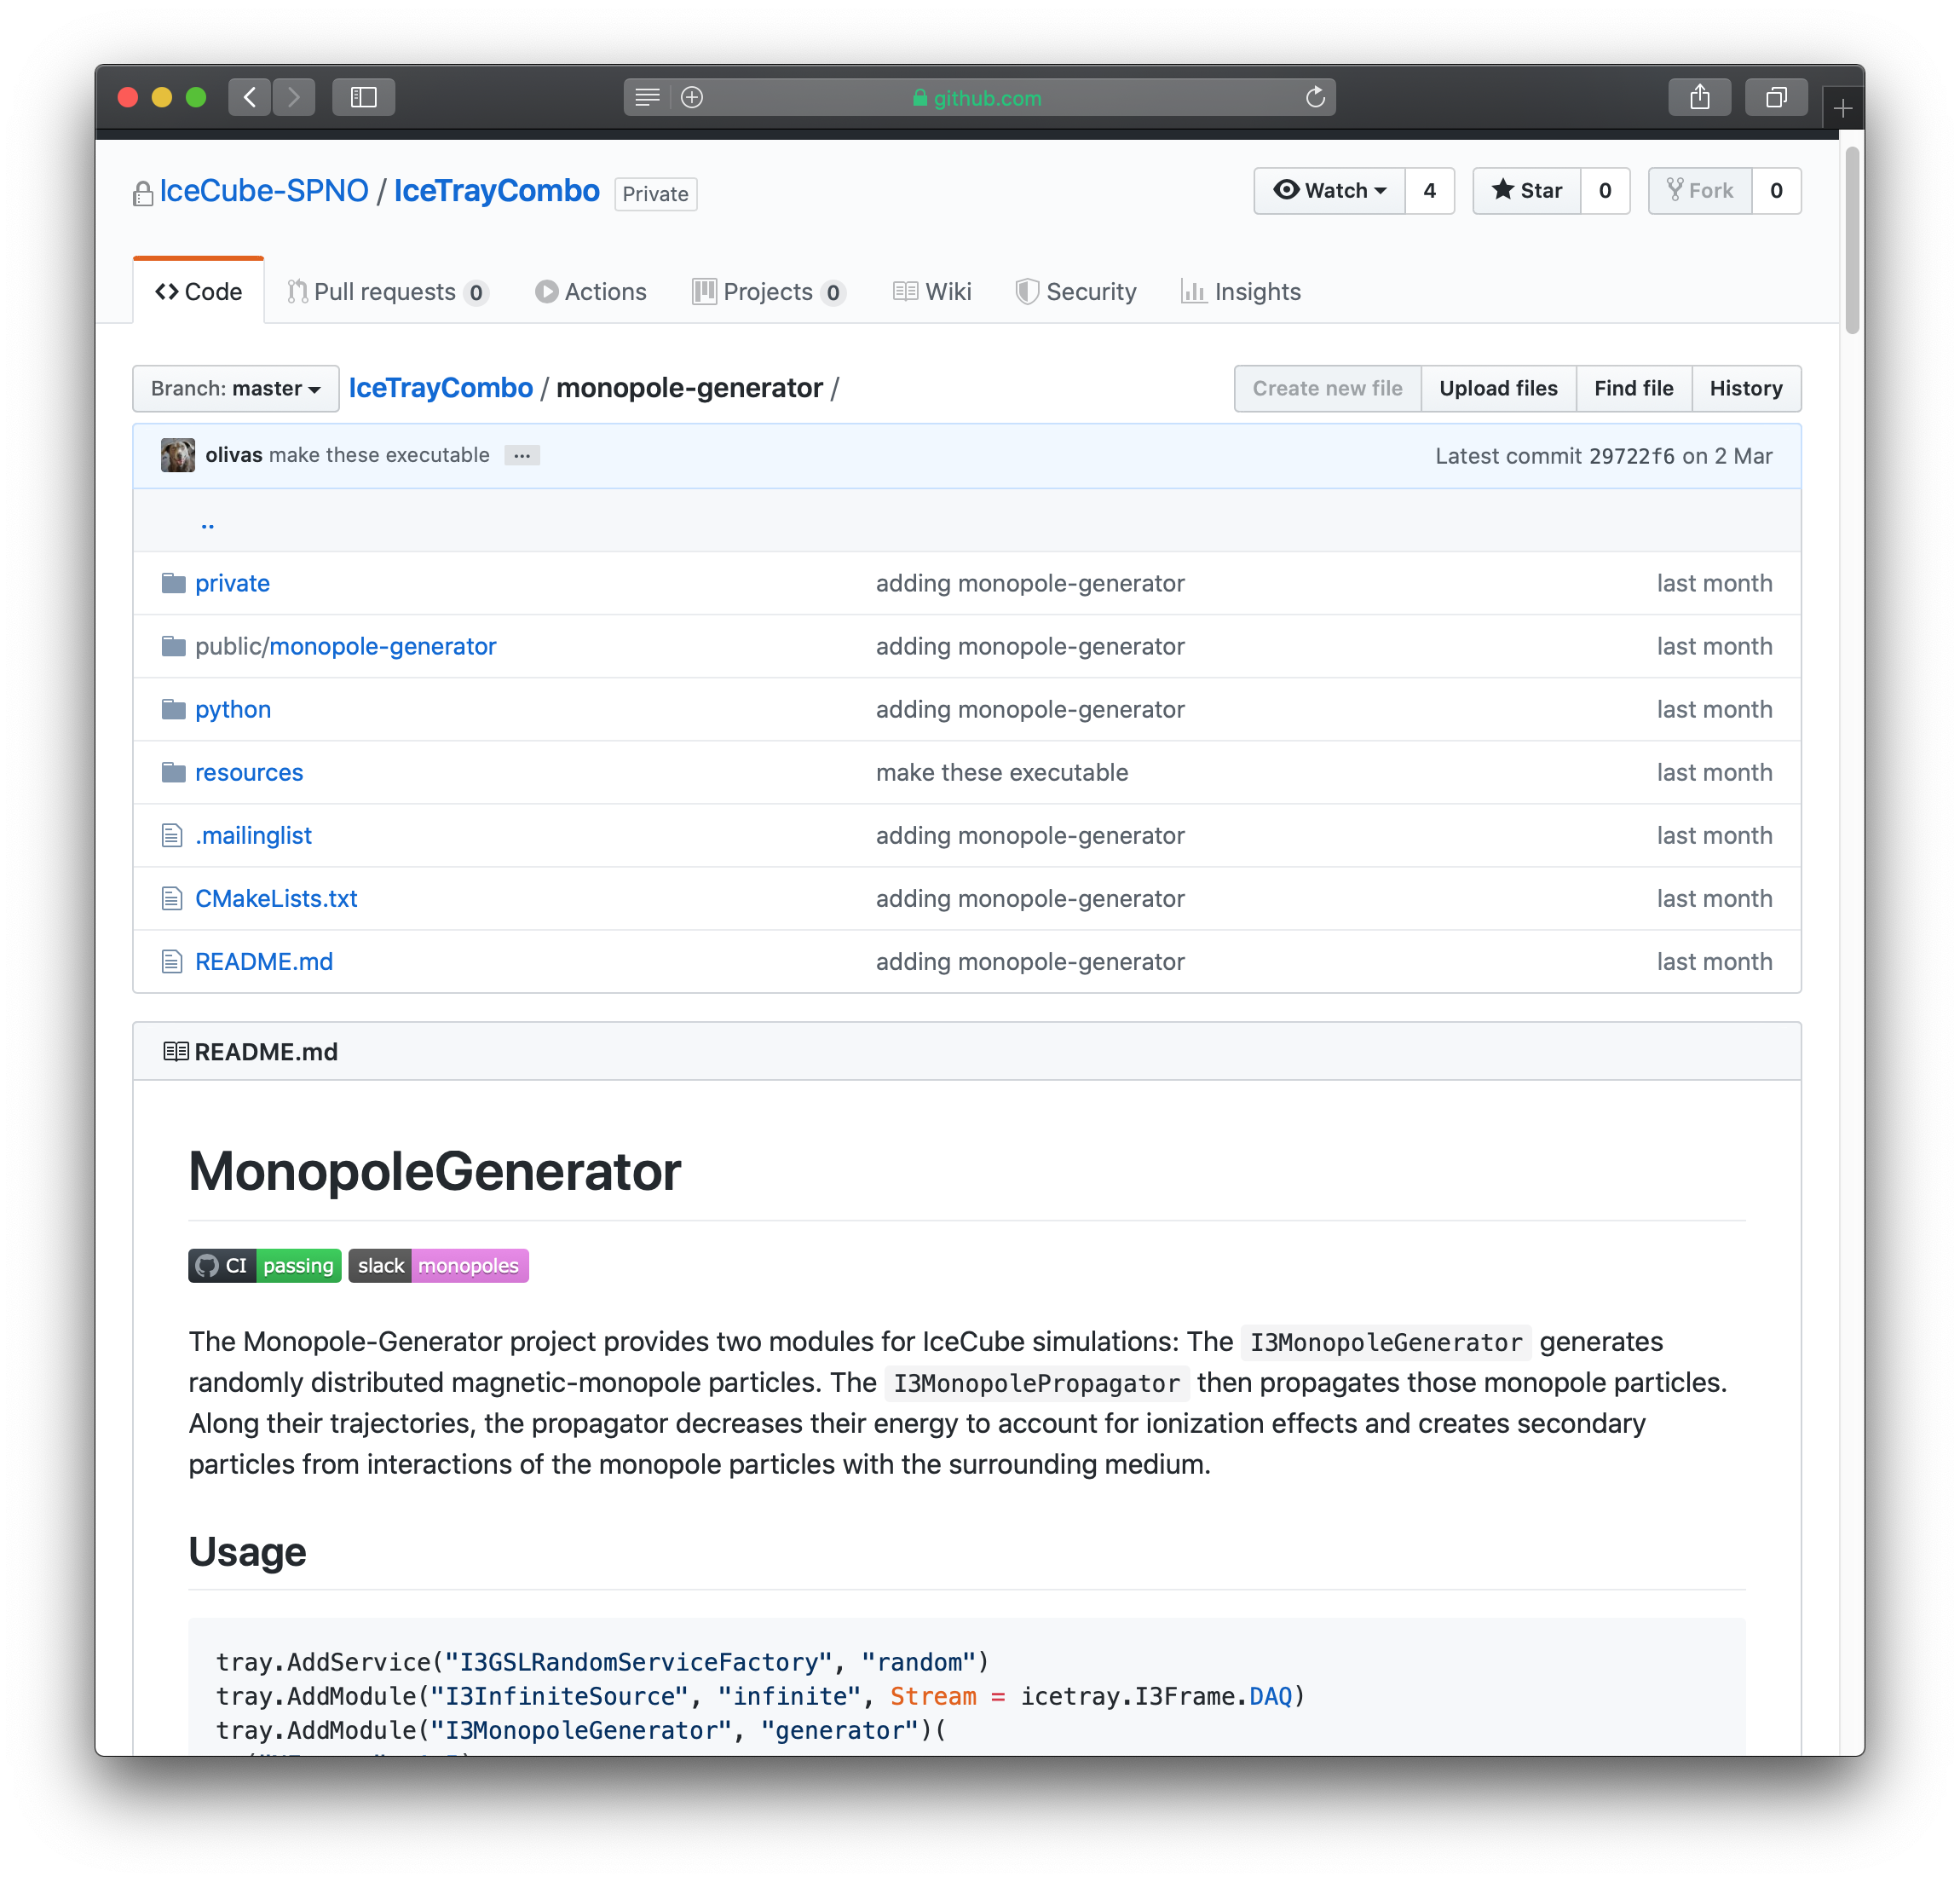 github.com
IceCube-SPNO / IceTrayCombo Private
Watch 4 Star 0 Fork 0
Code Pull requests 0 Actions Projects 0 Wiki Security Insights
Branch: master IceTrayCombo / monopole-generator / Create new file Upload files Find file History
olivas make these executable ... Latest commit 29722f6 on 2 Mar
..
private adding monopole-generator last month
public/monopole-generator adding monopole-generator last month
python adding monopole-generator last month
resources make these executable last month
.mailinglist adding monopole-generator last month
CMakeLists.txt adding monopole-generator last month
README.md adding monopole-generator last month
README.md
MonopoleGenerator
CI passing slack monopoles
The Monopole-Generator project provides two modules for IceCube simulations: The I3MonopoleGenerator generates
randomly distributed magnetic-monopole particles. The I3MonopolePropagator then propagates those monopole particles.
Along their trajectories, the propagator decreases their energy to account for ionization effects and creates secondary
particles from interactions of the monopole particles with the surrounding medium.
Usage
tray.AddService("I3GSLRandomServiceFactory", "random")
tray.AddModule("I3InfiniteSource", "infinite", Stream = icetray.I3Frame.DAQ)
tray.AddModule("I3MonopoleGenerator", "generator")(